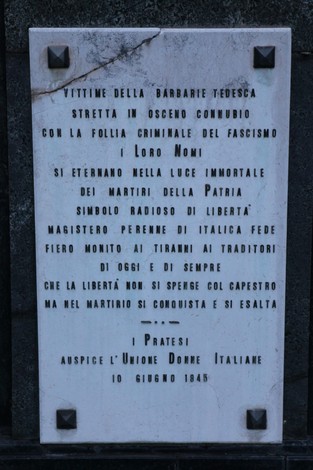 VITTIME DELLA BARBARIE TEDESCA
STRETTA IN OSCENO CONNUBIO
CON LA FOLLIA CRIMINALE DEL FASCISMO
I LORO NOMI
SI ETERNANO NELLA LUCE IMMORTALE
DEI MARTIRI DELLA PATRIA
SIMBOLO RADIOSO DI LIBERTA'
MAGISTERO PERENNE DI ITALICA FEDE
FIERO MONITO AI TIRANNI AI TRADITORI
DI OGGI E DI SEMPRE
CHE LA LIBERTA' NON SI SPENGE COL CAPESTRO
MA NEL MARTINIO SI CONQUISTA E SI ESALTA
I PRATESI
AUSPICE L'UNIONE DONNE ITALIANE
10 GIUGNO 1945